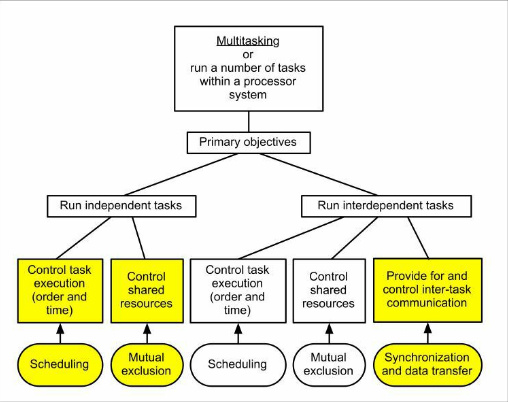 Multitasking
or
run a number of tasks
within a processor
system
Primary objectives
Run independent tasks
Run interdependent tasks
Control task
execution
(order and
time)
Control
shared
resources
Control task
execution
(order and
time)
Control
shared
resources
Provide for and
control inter-task
communication
Scheduling
Mutual
exclusion
Scheduling
Mutual
exclusion
Synchronization
and data transfer